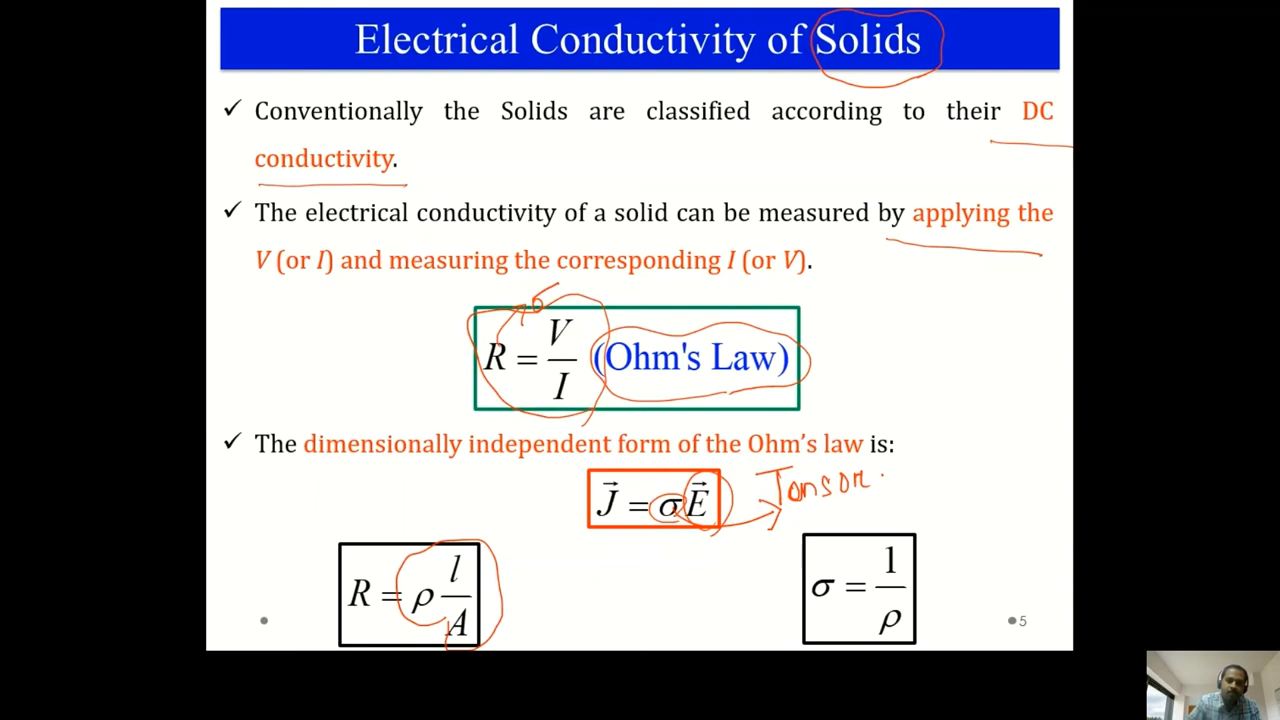 Electrical Conductivity of Solids
✓ Conventionally the Solids are classified according to their DC
conductivity.
✓ The electrical conductivity of a solid can be measured by applying the
V (or I) and measuring the corresponding I (or V).
R = V/I (Ohm's Law)
✓ The dimensionally independent form of the Ohm’s law is:
J⃗ = σE⃗
Tensor.
R = ρ l/A
σ = 1/ρ
5